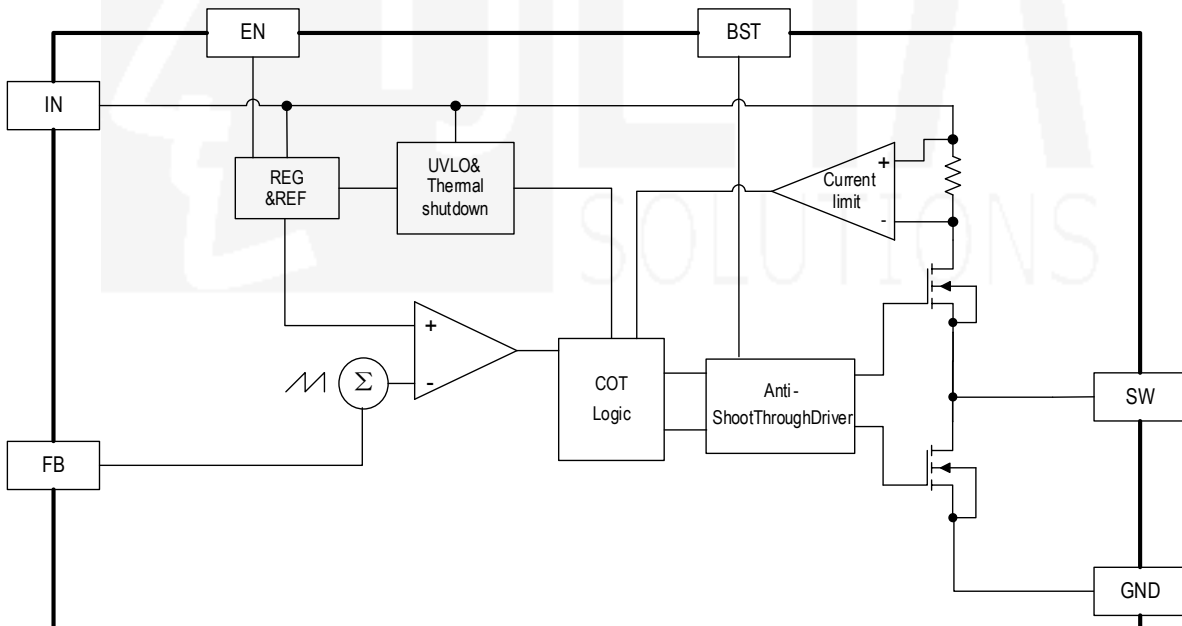 EN
BST
IN
REG
&REF
UVLO&
Thermal
shutdown
+
Current
limit
-
SOLUTIONS
+
-
Σ
COT
Logic
Anti-
ShootThroughDriver
SW
FB
GND